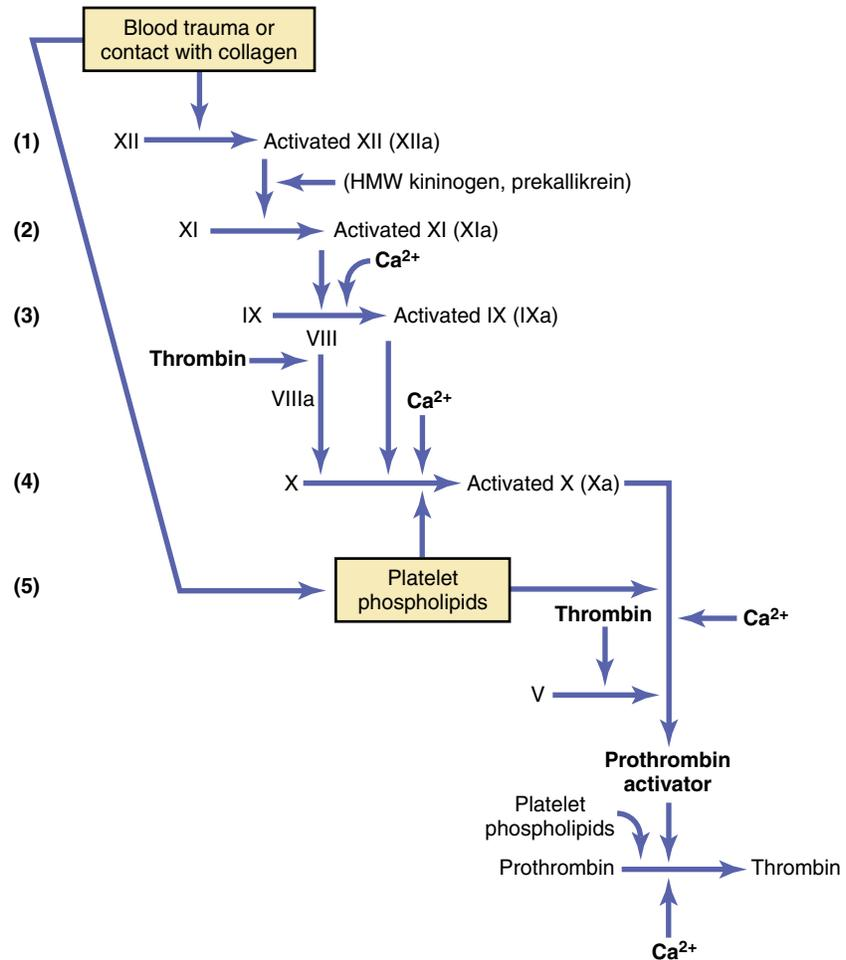 Blood trauma or
contact with collagen
(1) XII Activated XII (XIIa)
(HMW kininogen, prekallikrein)
(2) XI Activated XI (XIa)
Ca²⁺
(3) IX Activated IX (IXa)
VIII
Thrombin
VIIIa Ca²⁺
(4) X Activated X (Xa)
(5) Platelet
phospholipids
Thrombin Ca²⁺
V
Prothrombin
activator
Platelet
phospholipids
Prothrombin Thrombin
Ca²⁺